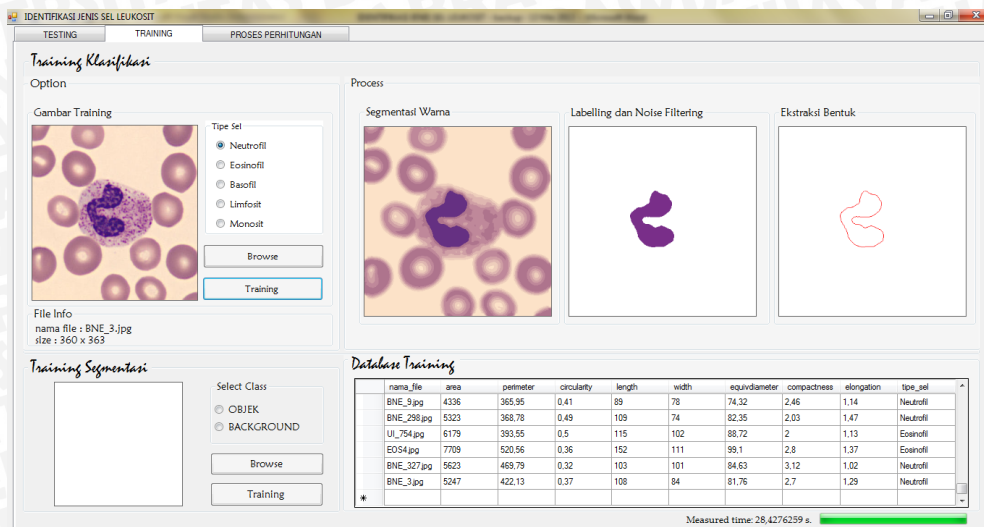 IDENTIFIKASI JENIS SEL LEUKOSIT
TESTING TRAINING PROSES PERHITUNGAN
Training Klasifikasi
Option
Gambar Training
Tipe Sel
Neutrofil
Eosinofil
Basofil
Limfosit
Monosit
Browse
Training
File Info
nama file : BNE_3.jpg
size : 360 x 363
Process
Segmentasi Warna
Labelling dan Noise Filtering
Ekstraksi Bentuk
Training Segmentasi
Select Class
OBJEK
BACKGROUND
Browse
Training
Database Training
nama_file area perimeter circularity length width equivdiameter compactness elongation tipe_sel
BNE_9.jpg 4336 365,95 0,41 89 78 74,32 2,46 1,14 Neutrofil
BNE_298.jpg 5323 368,78 0,49 109 74 82,35 2,03 1,47 Neutrofil
UI_754.jpg 6179 393,55 0,5 115 102 88,72 2 1,13 Eosinofil
EOS4.jpg 7709 520,56 0,36 152 111 99,1 2,8 1,37 Eosinofil
BNE_327.jpg 5623 469,79 0,32 103 101 84,63 3,12 1,02 Neutrofil
BNE_3.jpg 5247 422,13 0,37 108 84 81,76 2,7 1,29 Neutrofil
Measured time: 28,4276259 s.